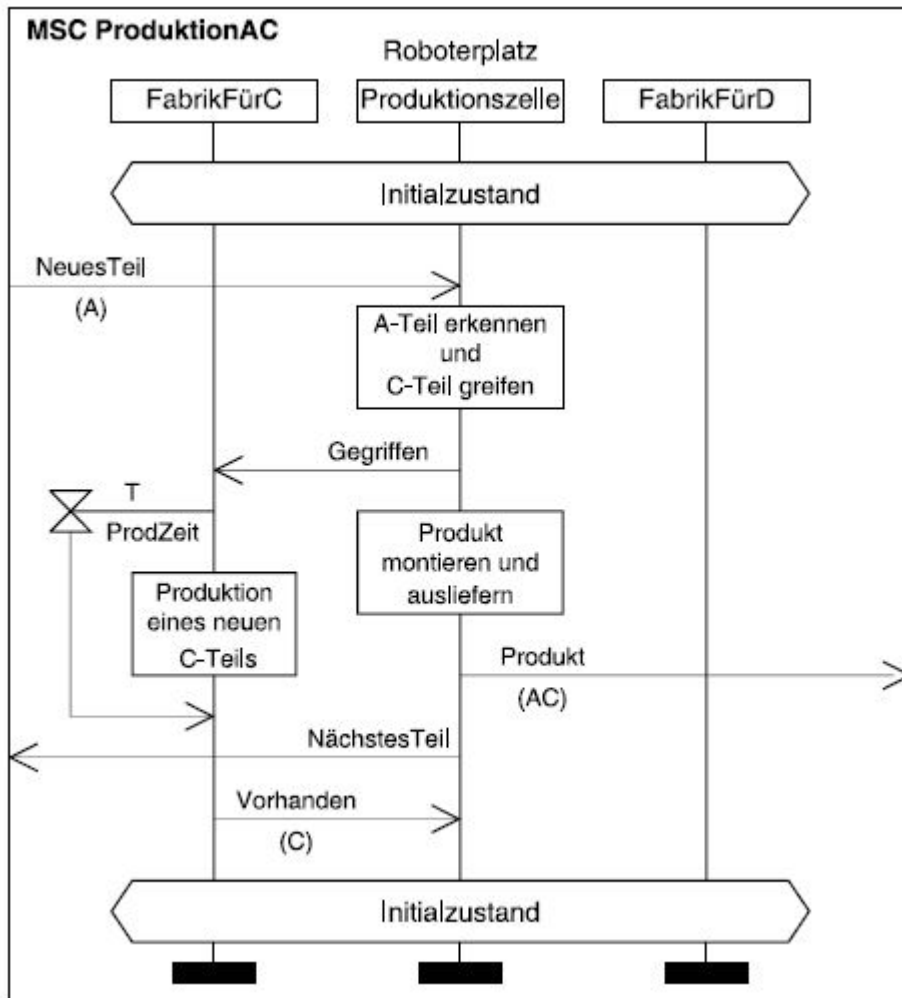 MSC ProduktionAC
Roboterplatz
FabrikFürC
Produktionszelle
FabrikFürD
Initialzustand
NeuesTeil
(A)
A-Teil erkennen
und
C-Teil greifen
Gegriffen
T
ProdZeit
Produkt
montieren und
ausliefern
Produktion
eines neuen
C-Teils
Produkt
(AC)
NächstesTeil
Vorhanden
(C)
Initialzustand